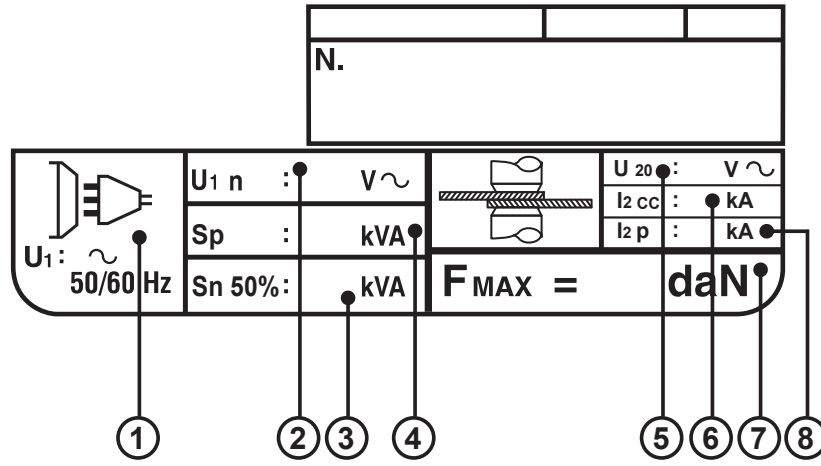 N.
U1 n : V~
Sp : kVA
Sn 50%: kVA
U1: ~
50/60 Hz
U 20 : V~
I2 CC : kA
I2 p : kA
FMAX = daN
1 2 3 4 5 6 7 8